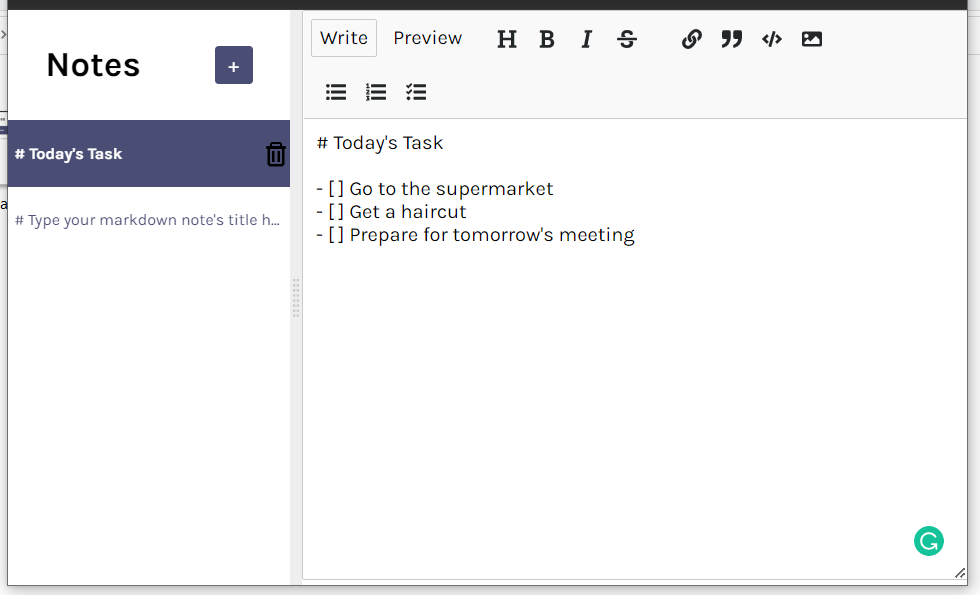 Notes
+
# Today's Task
# Type your markdown note's title h...
Write Preview H B I S
# Today's Task
- [ ] Go to the supermarket
- [ ] Get a haircut
- [ ] Prepare for tomorrow's meeting